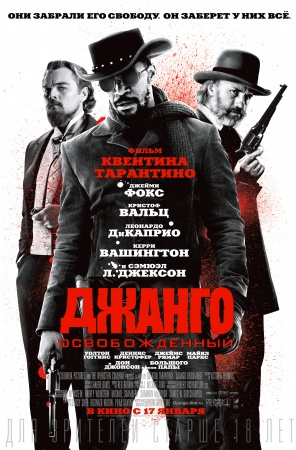 ОНИ ЗАБРАЛИ ЕГО СВОБОДУ. ОН ЗАБЕРЕТ У НИХ ВСЁ.
ФИЛЬМ
КВЕНТИНА
ТАРАНТИНО
ДЖЕЙМИ
ФОКС
КРИСТОФ
ВАЛЬЦ
ЛЕОНАРДО
ДиКАПРИО
КЕРРИ
ВАШИНГТОН
И СЭМЮЭЛ
Л. ДЖЕКСОН
ДЖАНГО
ОСВОБОЖДЕННЫЙ
УОЛТОН ГОГГИНС ДЕННИС КРИСТОФЕР ДЖЕЙМС РИМАР МАЙКЛ ПАРКС
ДОН ДЖОНСОН В РОЛИ БОЛЬШОГО ПАПЫ
В КИНО С 17 ЯНВАРЯ
ДЛЯ ЗРИТЕЛЕЙ СТАРШЕ 18 ЛЕТ